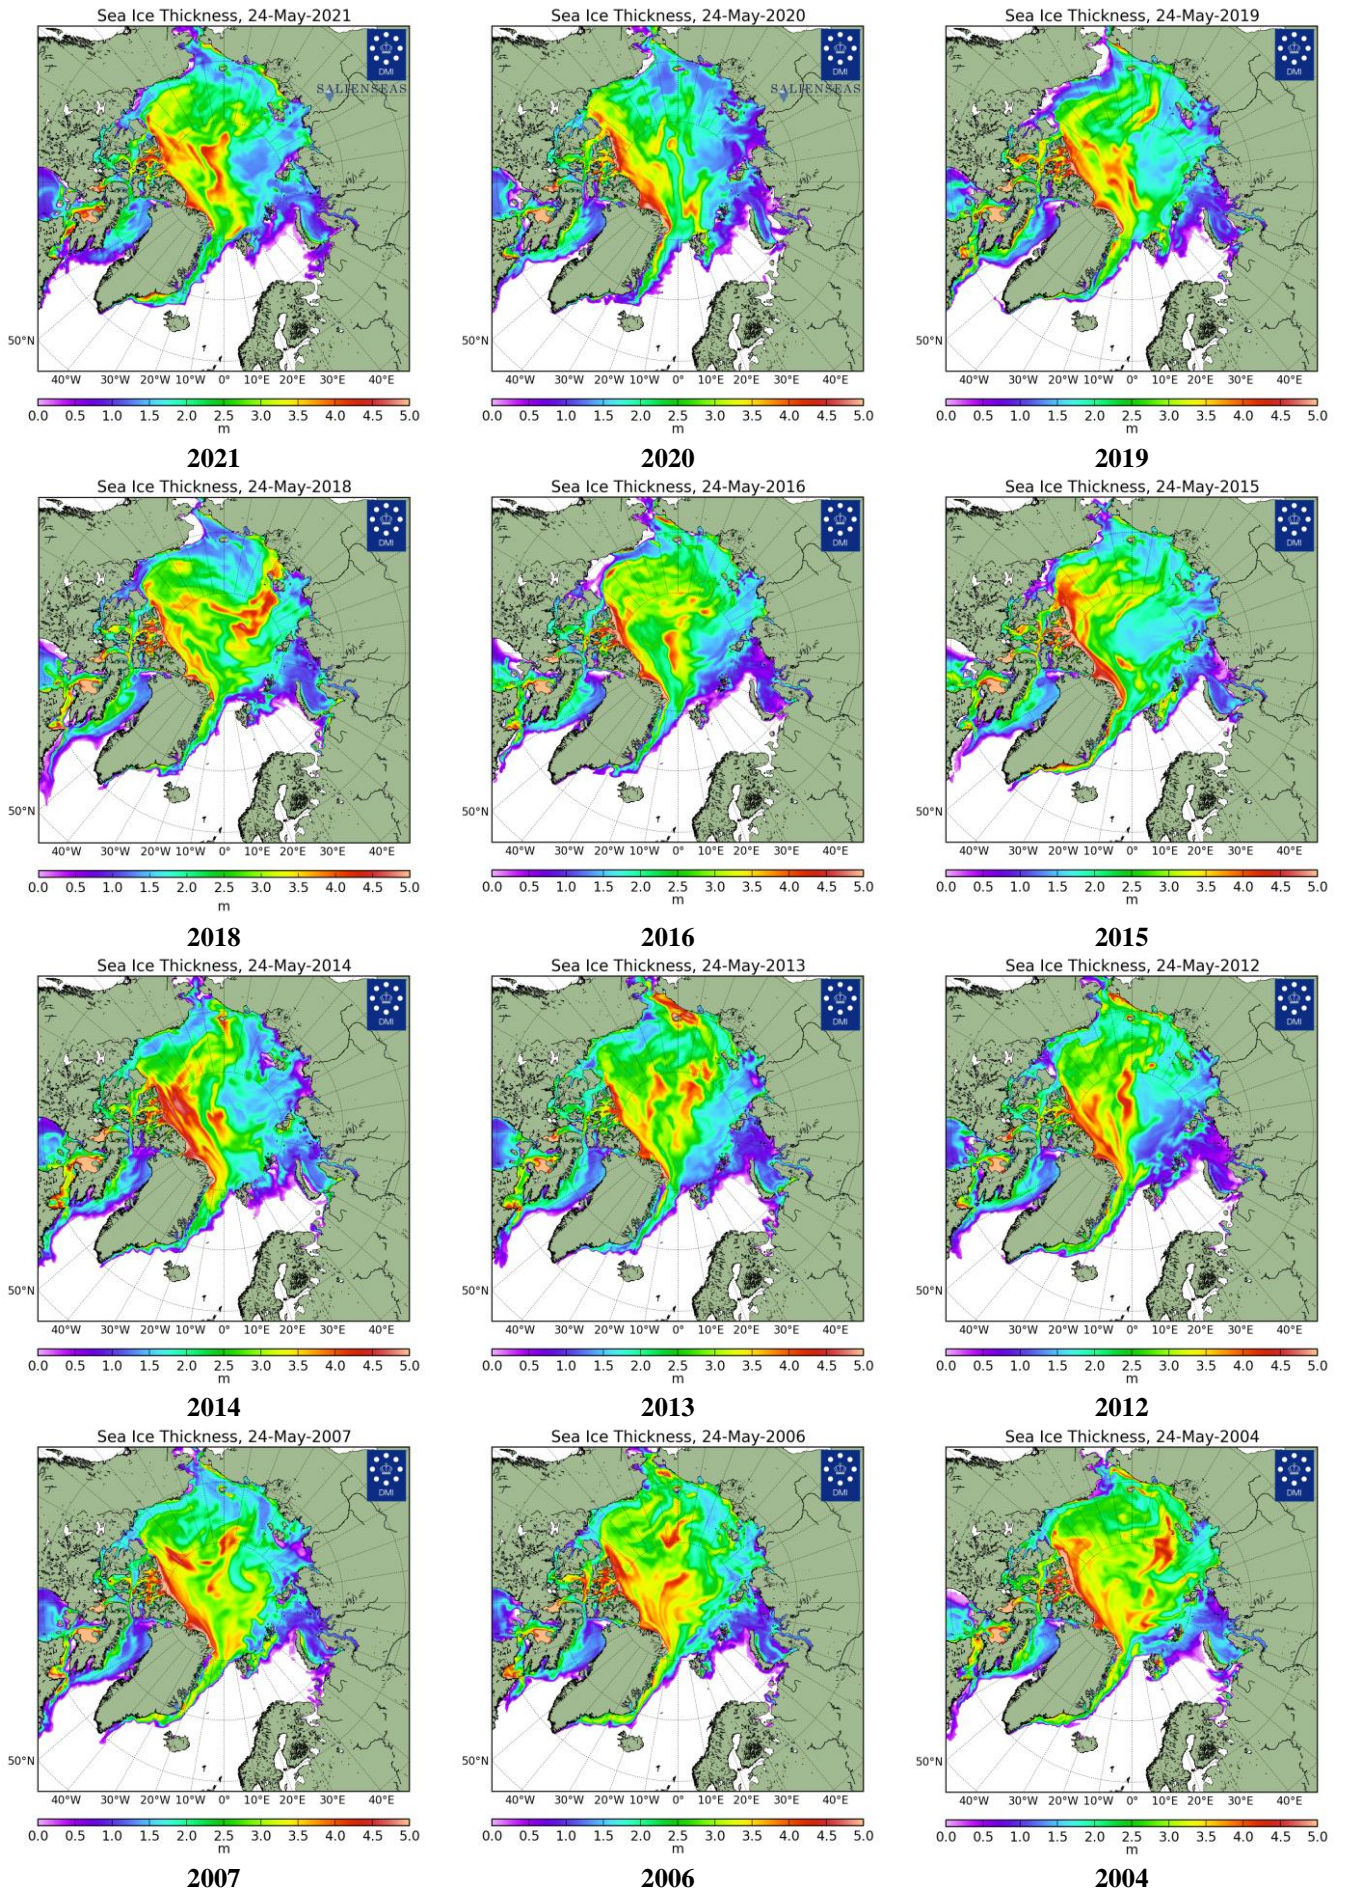 Sea Ice Thickness, 24-May-2021
DMI
SALIENSEAS
50°N
40°W 30°W 20°W 10°W 0° 10°E 20°E 30°E 40°E
0.0 0.5 1.0 1.5 2.0 2.5 3.0 3.5 4.0 4.5 5.0
m
2021
Sea Ice Thickness, 24-May-2020
DMI
SALIENSEAS
50°N
40°W 30°W 20°W 10°W 0° 10°E 20°E 30°E 40°E
0.0 0.5 1.0 1.5 2.0 2.5 3.0 3.5 4.0 4.5 5.0
m
2020
Sea Ice Thickness, 24-May-2019
DMI
50°N
40°W 30°W 20°W 10°W 0° 10°E 20°E 30°E 40°E
0.0 0.5 1.0 1.5 2.0 2.5 3.0 3.5 4.0 4.5 5.0
m
2019
Sea Ice Thickness, 24-May-2018
DMI
50°N
40°W 30°W 20°W 10°W 0° 10°E 20°E 30°E 40°E
0.0 0.5 1.0 1.5 2.0 2.5 3.0 3.5 4.0 4.5 5.0
m
2018
Sea Ice Thickness, 24-May-2016
DMI
50°N
40°W 30°W 20°W 10°W 0° 10°E 20°E 30°E 40°E
0.0 0.5 1.0 1.5 2.0 2.5 3.0 3.5 4.0 4.5 5.0
m
2016
Sea Ice Thickness, 24-May-2015
DMI
50°N
40°W 30°W 20°W 10°W 0° 10°E 20°E 30°E 40°E
0.0 0.5 1.0 1.5 2.0 2.5 3.0 3.5 4.0 4.5 5.0
m
2015
Sea Ice Thickness, 24-May-2014
DMI
50°N
40°W 30°W 20°W 10°W 0° 10°E 20°E 30°E 40°E
0.0 0.5 1.0 1.5 2.0 2.5 3.0 3.5 4.0 4.5 5.0
m
2014
Sea Ice Thickness, 24-May-2013
DMI
50°N
40°W 30°W 20°W 10°W 0° 10°E 20°E 30°E 40°E
0.0 0.5 1.0 1.5 2.0 2.5 3.0 3.5 4.0 4.5 5.0
m
2013
Sea Ice Thickness, 24-May-2012
DMI
50°N
40°W 30°W 20°W 10°W 0° 10°E 20°E 30°E 40°E
0.0 0.5 1.0 1.5 2.0 2.5 3.0 3.5 4.0 4.5 5.0
m
2012
Sea Ice Thickness, 24-May-2007
DMI
50°N
40°W 30°W 20°W 10°W 0° 10°E 20°E 30°E 40°E
0.0 0.5 1.0 1.5 2.0 2.5 3.0 3.5 4.0 4.5 5.0
m
2007
Sea Ice Thickness, 24-May-2006
DMI
50°N
40°W 30°W 20°W 10°W 0° 10°E 20°E 30°E 40°E
0.0 0.5 1.0 1.5 2.0 2.5 3.0 3.5 4.0 4.5 5.0
m
2006
Sea Ice Thickness, 24-May-2004
DMI
50°N
40°W 30°W 20°W 10°W 0° 10°E 20°E 30°E 40°E
0.0 0.5 1.0 1.5 2.0 2.5 3.0 3.5 4.0 4.5 5.0
m
2004